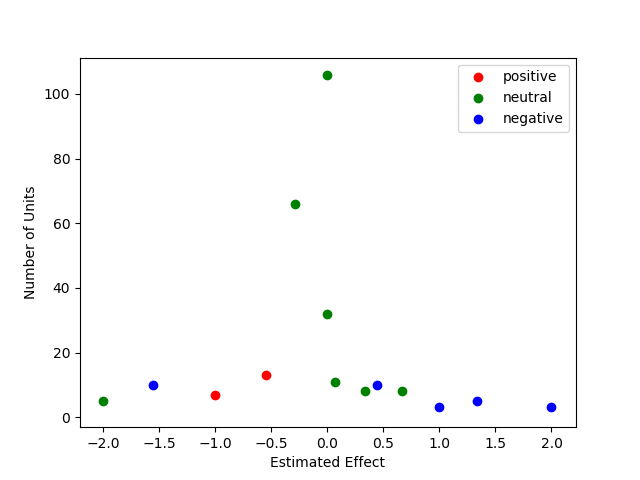 positive
neutral
negative
100
80
60
40
20
0
Number of Units
−2.0 −1.5 −1.0 −0.5 0.0 0.5 1.0 1.5 2.0
Estimated Effect